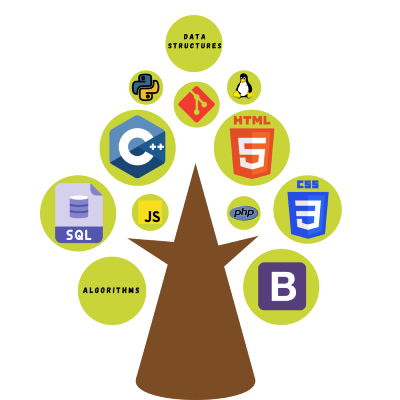 DATA
STRUCTURES
HTML
5
C++
CSS
3
SQL
JS
php
ALGORITHMS
B